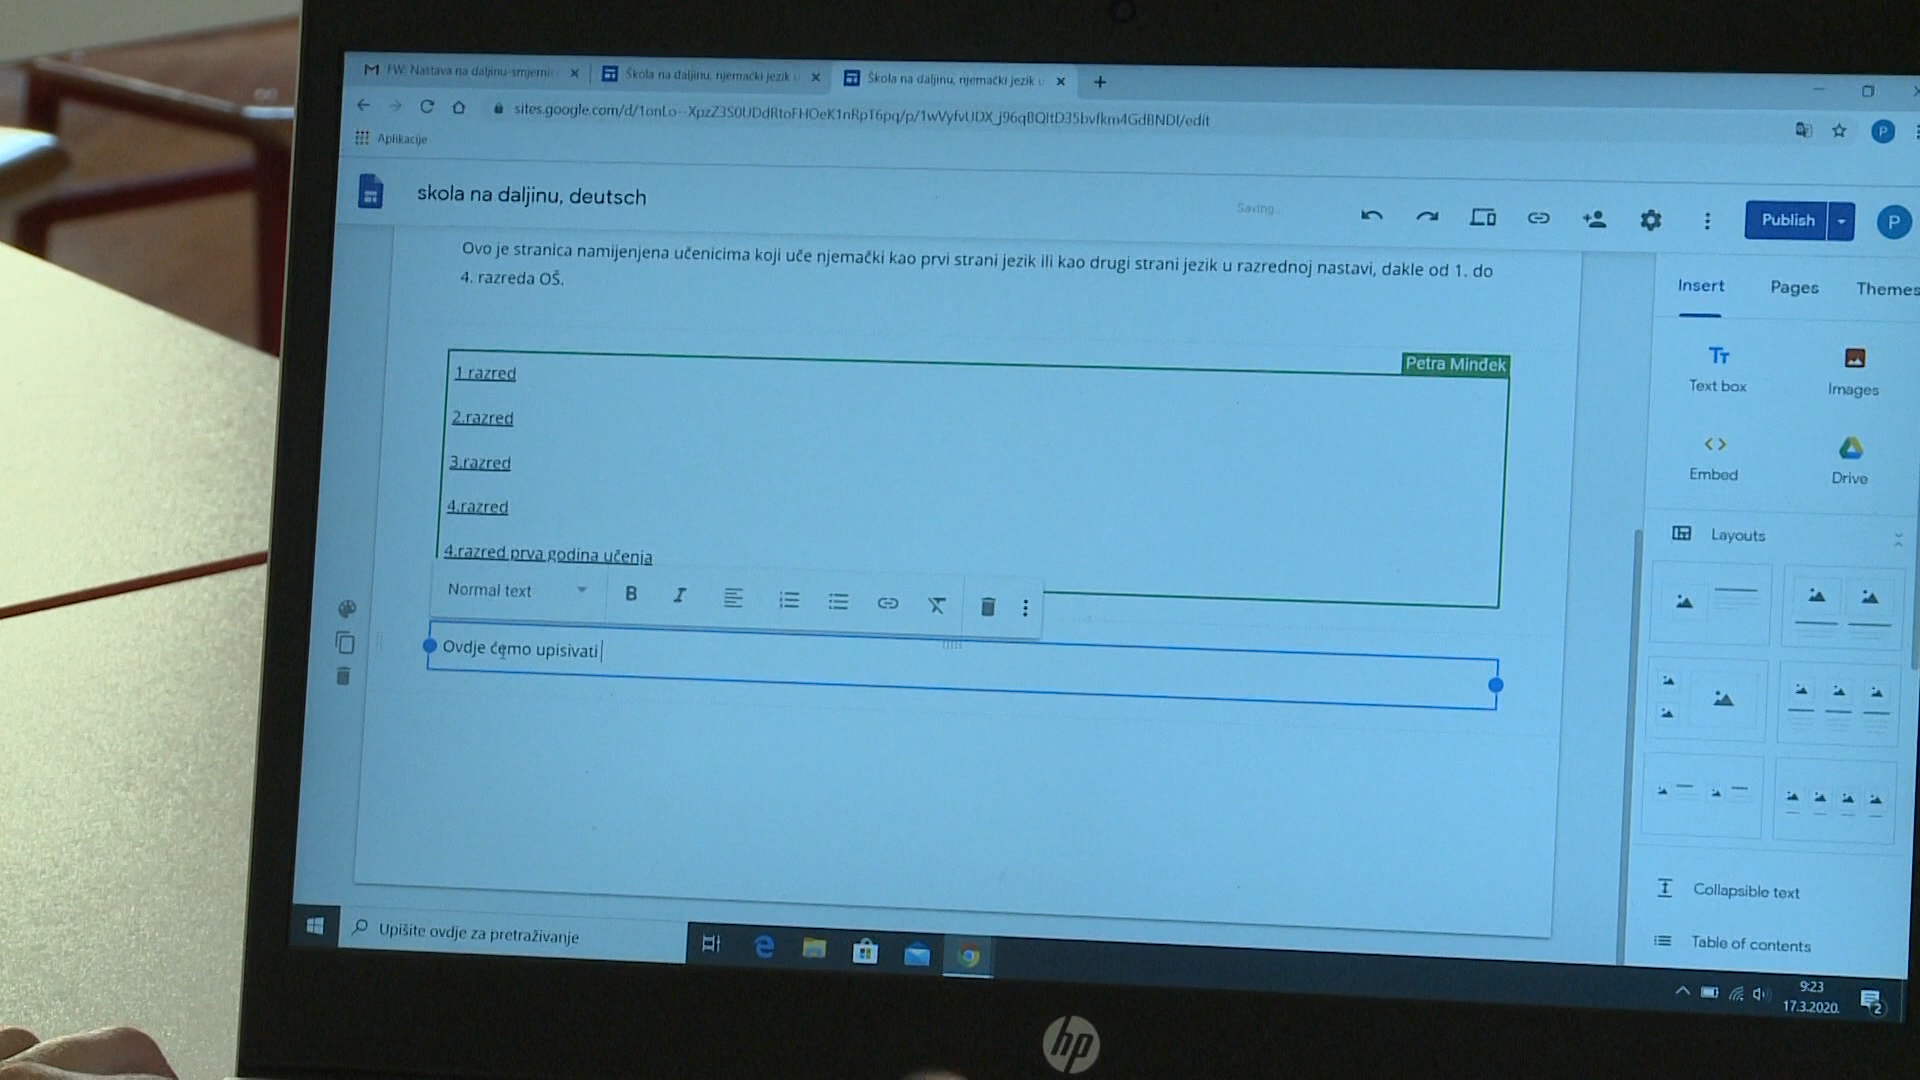 FW: Nastava na daljinu-smjerni
Škola na daljinu, njemački jezik u
Škola na daljinu, njemački jezik u
Aplikacije
skola na daljinu, deutsch
Saving...
Publish
P
P
Ovo je stranica namijenjena učenicima koji uče njemački kao prvi strani jezik ili kao drugi strani jezik u razrednoj nastavi, dakle od 1. do
4. razreda OŠ.
Insert Pages Themes
Petra Minđek
1 razred
2.razred
3.razred
4.razred
4.razred prva godina učenja
Text box Images
Embed Drive
Layouts
Normal text
B I
Ovdje ćemo upisivati
Collapsible text
Table of contents
Upišite ovdje za pretraživanje
9:23
17.3.2020.
2
hp